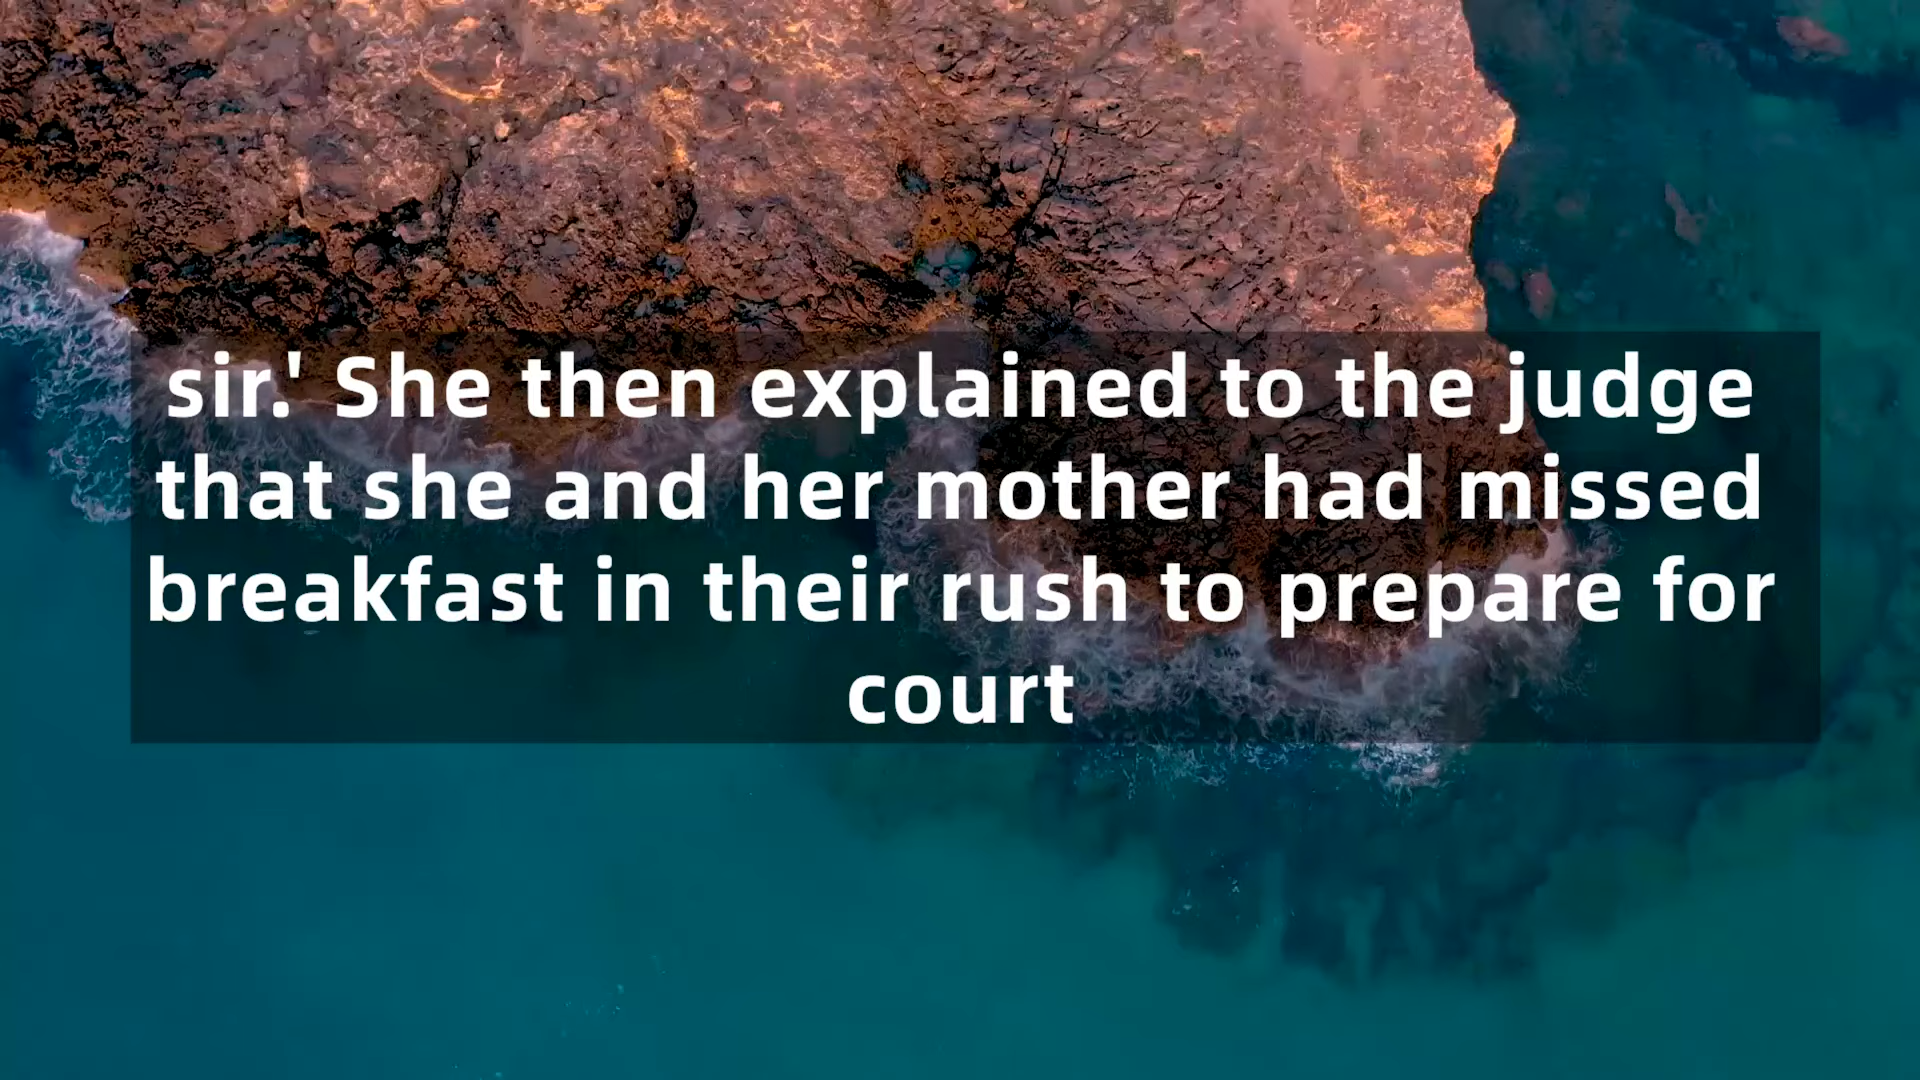 sir.' She then explained to the judge
that she and her mother had missed
breakfast in their rush to prepare for
court